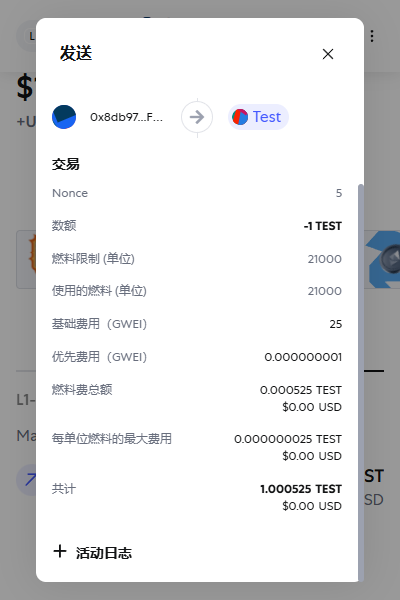 L
$
+U
L1-
Ma
ST
SD
发送
0x8db97...F...
Test
交易
Nonce
5
数额
-1 TEST
燃料限制 (单位)
21000
使用的燃料 (单位)
21000
基础费用（GWEI）
25
优先费用（GWEI）
0.000000001
燃料费总额
0.000525 TEST
$0.00 USD
每单位燃料的最大费用
0.000000025 TEST
$0.00 USD
共计
1.000525 TEST
$0.00 USD
活动日志